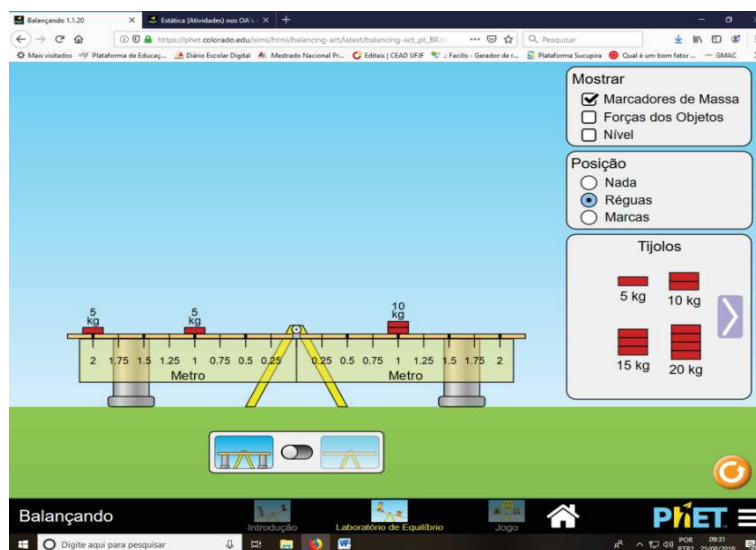 Balançando 1.1.20
Estática (Atividades) nos OA's -
https://phet.colorado.edu/sims/html/balancing-act/latest/balancing-act_pt_BR.
Pesquisar
Mais visitados
Plataforma de Educaç...
Diário Escolar Digital
Mestrado Nacional Pr...
Editais | CEAD UFJF
Facilis - Gerador de r...
Plataforma Sucupira
Qual é um bom fator ...
GMAC
Mostrar
Marcadores de Massa
Forças dos Objetos
Nível
Posição
Nada
Réguas
Marcas
Tijolos
5 kg 10 kg
15 kg 20 kg
5 kg
5 kg
10 kg
2 1.75 1.5 1.25 1 0.75 0.5 0.25 0.25 0.5 0.75 1 1.25 1.5 1.75 2
Metro Metro
Balançando
Introdução
Laboratório de Equilíbrio
Jogo
PhET
Digite aqui para pesquisar
POR 09:31
PTB2 25/08/2019